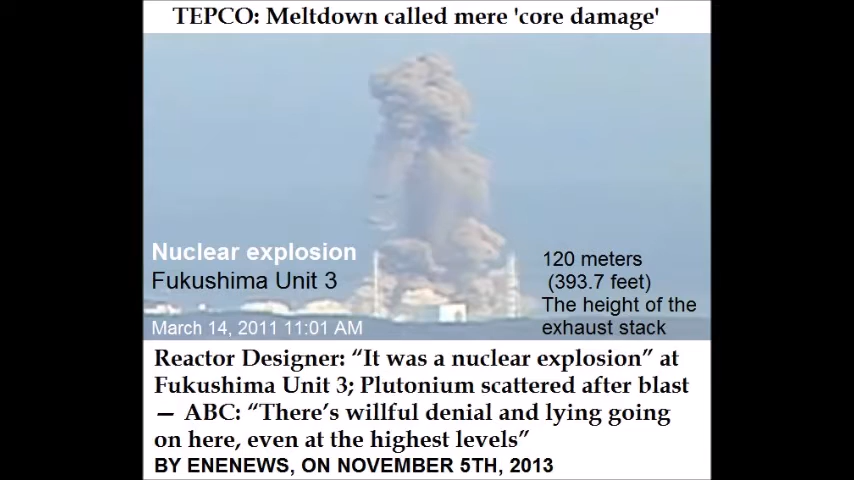 TEPCO: Meltdown called mere 'core damage'
Nuclear explosion
Fukushima Unit 3
March 14, 2011 11:01 AM
120 meters
(393.7 feet)
The height of the
exhaust stack
Reactor Designer: “It was a nuclear explosion” at
Fukushima Unit 3; Plutonium scattered after blast
— ABC: “There’s willful denial and lying going
on here, even at the highest levels”
BY ENENEWS, ON NOVEMBER 5TH, 2013